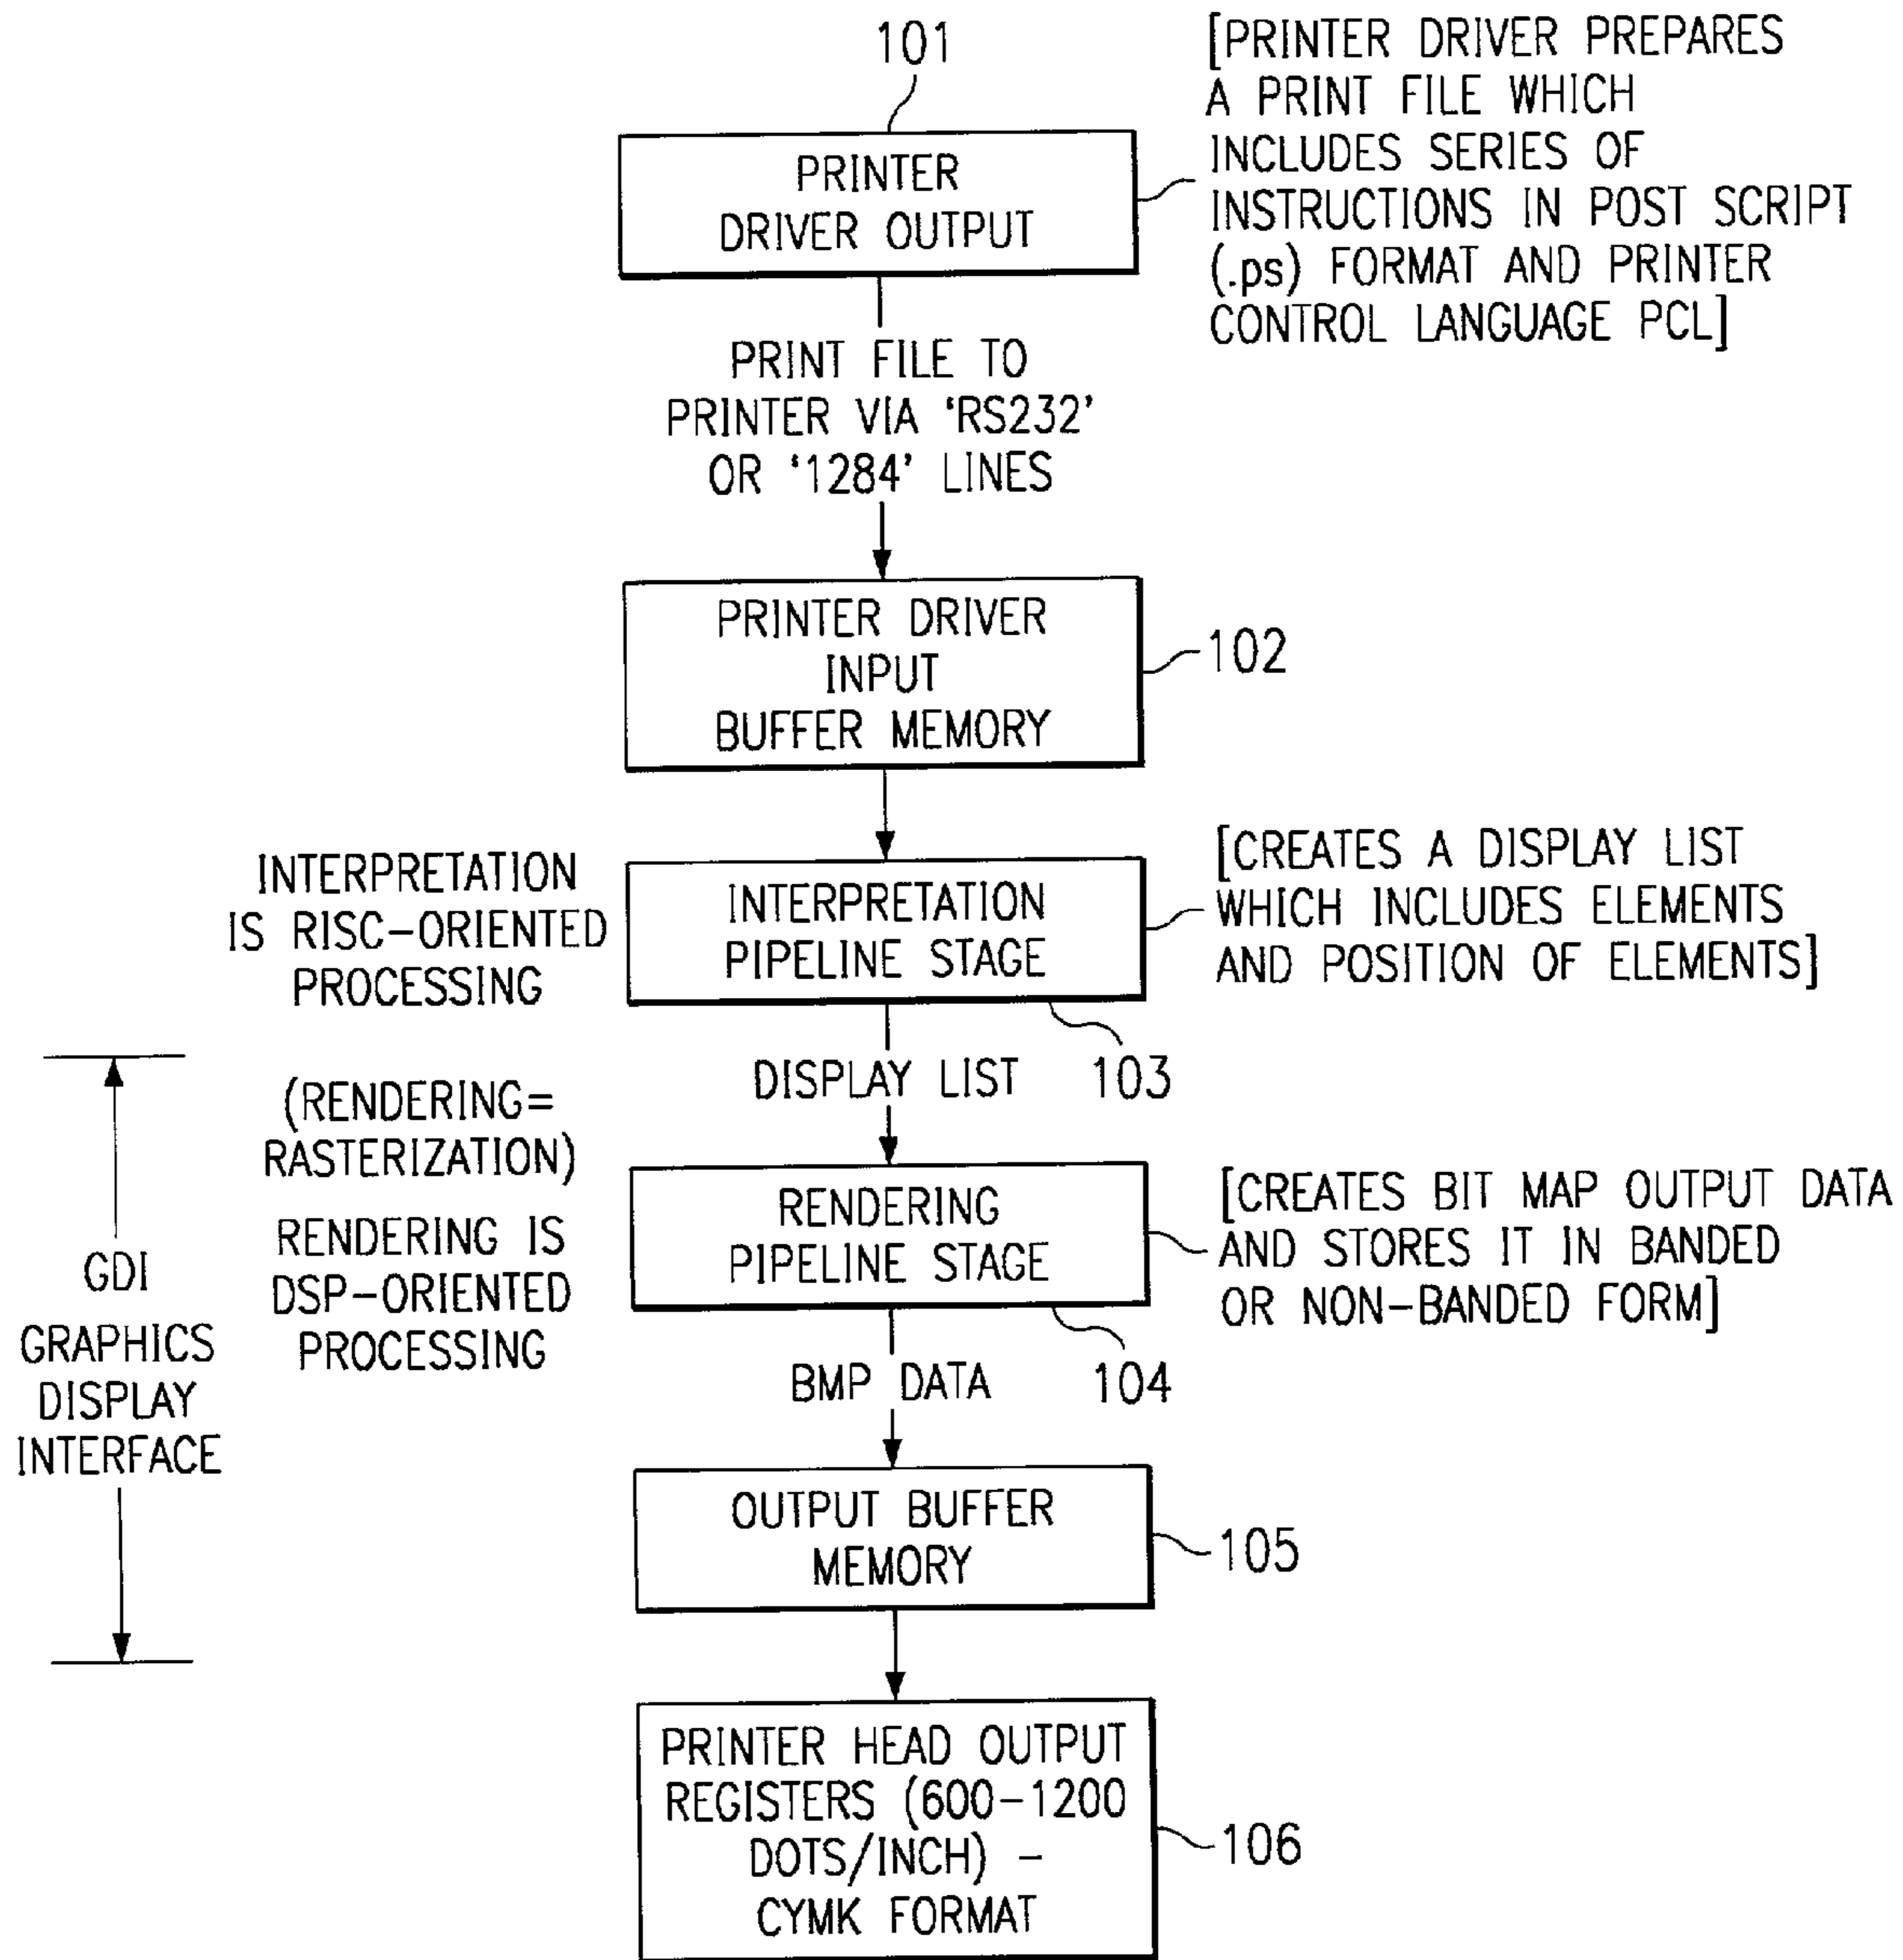 101
PRINTER
DRIVER OUTPUT
[PRINTER DRIVER PREPARES
A PRINT FILE WHICH
INCLUDES SERIES OF
INSTRUCTIONS IN POST SCRIPT
(.ps) FORMAT AND PRINTER
CONTROL LANGUAGE PCL]
PRINT FILE TO
PRINTER VIA ‘RS232’
OR ‘1284’ LINES
PRINTER DRIVER
INPUT
BUFFER MEMORY
102
INTERPRETATION
IS RISC-ORIENTED
PROCESSING
INTERPRETATION
PIPELINE STAGE
[CREATES A DISPLAY LIST
WHICH INCLUDES ELEMENTS
AND POSITION OF ELEMENTS]
DISPLAY LIST
103
(RENDERING=
RASTERIZATION)
RENDERING IS
DSP-ORIENTED
PROCESSING
GDI
GRAPHICS
DISPLAY
INTERFACE
RENDERING
PIPELINE STAGE
[CREATES BIT MAP OUTPUT DATA
AND STORES IT IN BANDED
OR NON-BANDED FORM]
BMP DATA
104
OUTPUT BUFFER
MEMORY
105
PRINTER HEAD OUTPUT
REGISTERS (600-1200
DOTS/INCH) -
CYMK FORMAT
106